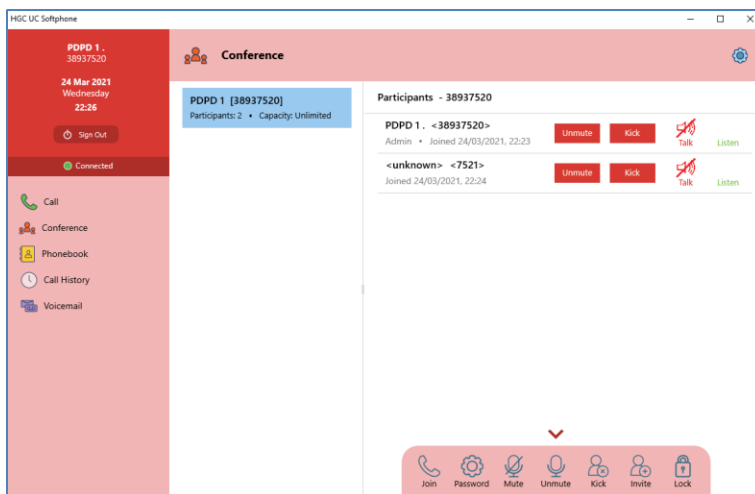 HGC UC Softphone
PDPD 1 .
38937520
24 Mar 2021
Wednesday
22:26
Sign Out
Connected
Call
Conference
Phonebook
Call History
Voicemail
Conference
PDPD 1 [38937520]
Participants: 2 • Capacity: Unlimited
Participants - 38937520
PDPD 1 . <38937520>
Admin • Joined 24/03/2021, 22:23
Unmute
Kick
Talk
Listen
<unknown> <7521>
Joined 24/03/2021, 22:24
Unmute
Kick
Talk
Listen
Join
Password
Mute
Unmute
Kick
Invite
Lock